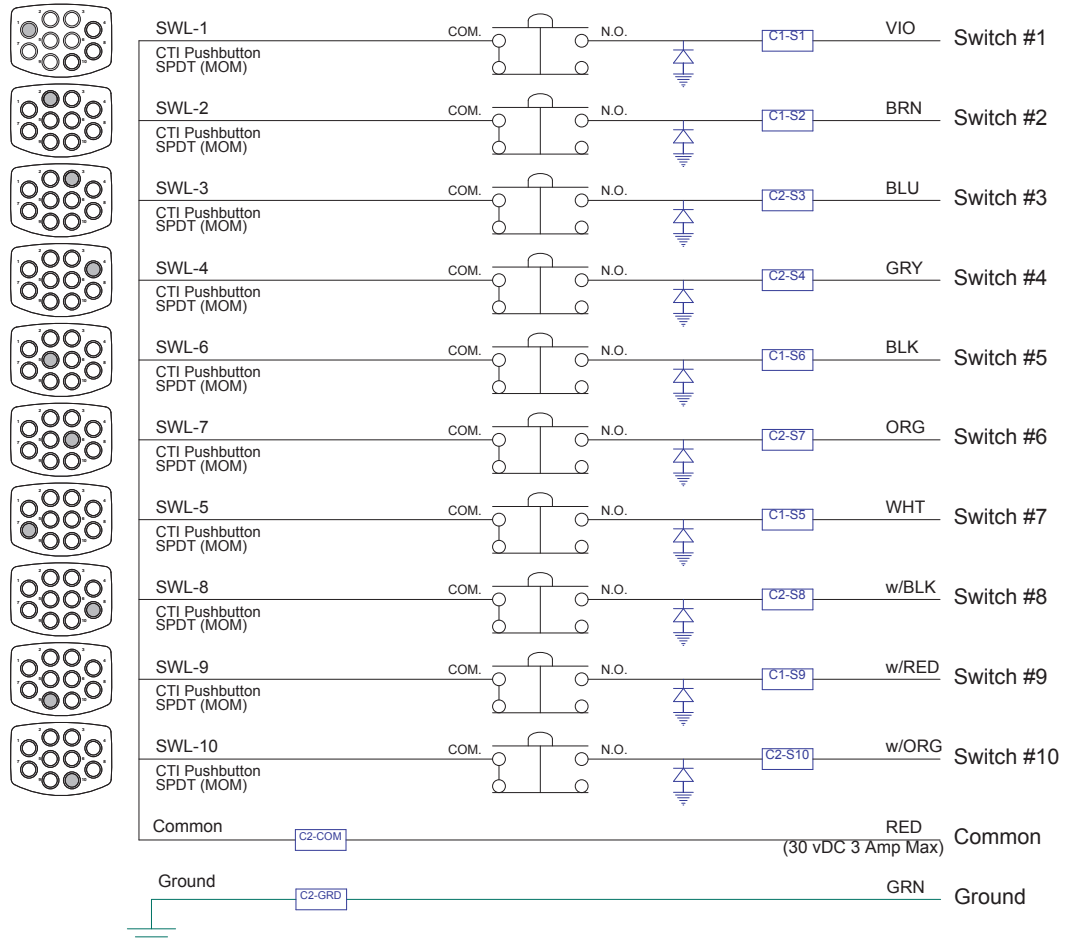 SWL-1 COM. N.O. C1-S1 VIO Switch #1
CTI Pushbutton
SPDT (MOM)
SWL-2 COM. N.O. C1-S2 BRN Switch #2
CTI Pushbutton
SPDT (MOM)
SWL-3 COM. N.O. C2-S3 BLU Switch #3
CTI Pushbutton
SPDT (MOM)
SWL-4 COM. N.O. C2-S4 GRY Switch #4
CTI Pushbutton
SPDT (MOM)
SWL-6 COM. N.O. C1-S6 BLK Switch #5
CTI Pushbutton
SPDT (MOM)
SWL-7 COM. N.O. C2-S7 ORG Switch #6
CTI Pushbutton
SPDT (MOM)
SWL-5 COM. N.O. C1-S5 WHT Switch #7
CTI Pushbutton
SPDT (MOM)
SWL-8 COM. N.O. C2-S8 w/BLK Switch #8
CTI Pushbutton
SPDT (MOM)
SWL-9 COM. N.O. C1-S9 w/RED Switch #9
CTI Pushbutton
SPDT (MOM)
SWL-10 COM. N.O. C2-S10 w/ORG Switch #10
CTI Pushbutton
SPDT (MOM)
Common C2-COM RED Common
(30 vDC 3 Amp Max)
Ground C2-GRD GRN Ground